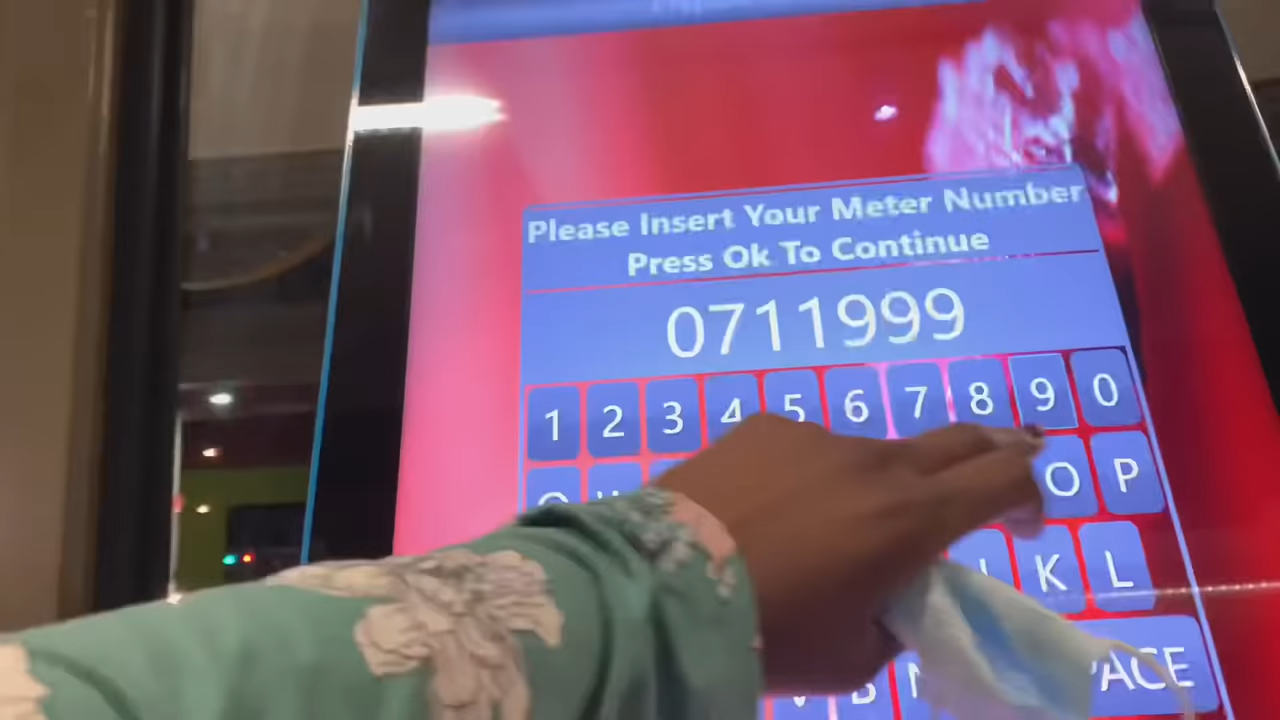 Please Insert Your Meter Number
Press Ok To Continue
0711999
1 2 3 4 5 6 7 8 9 0
O P
K L
B